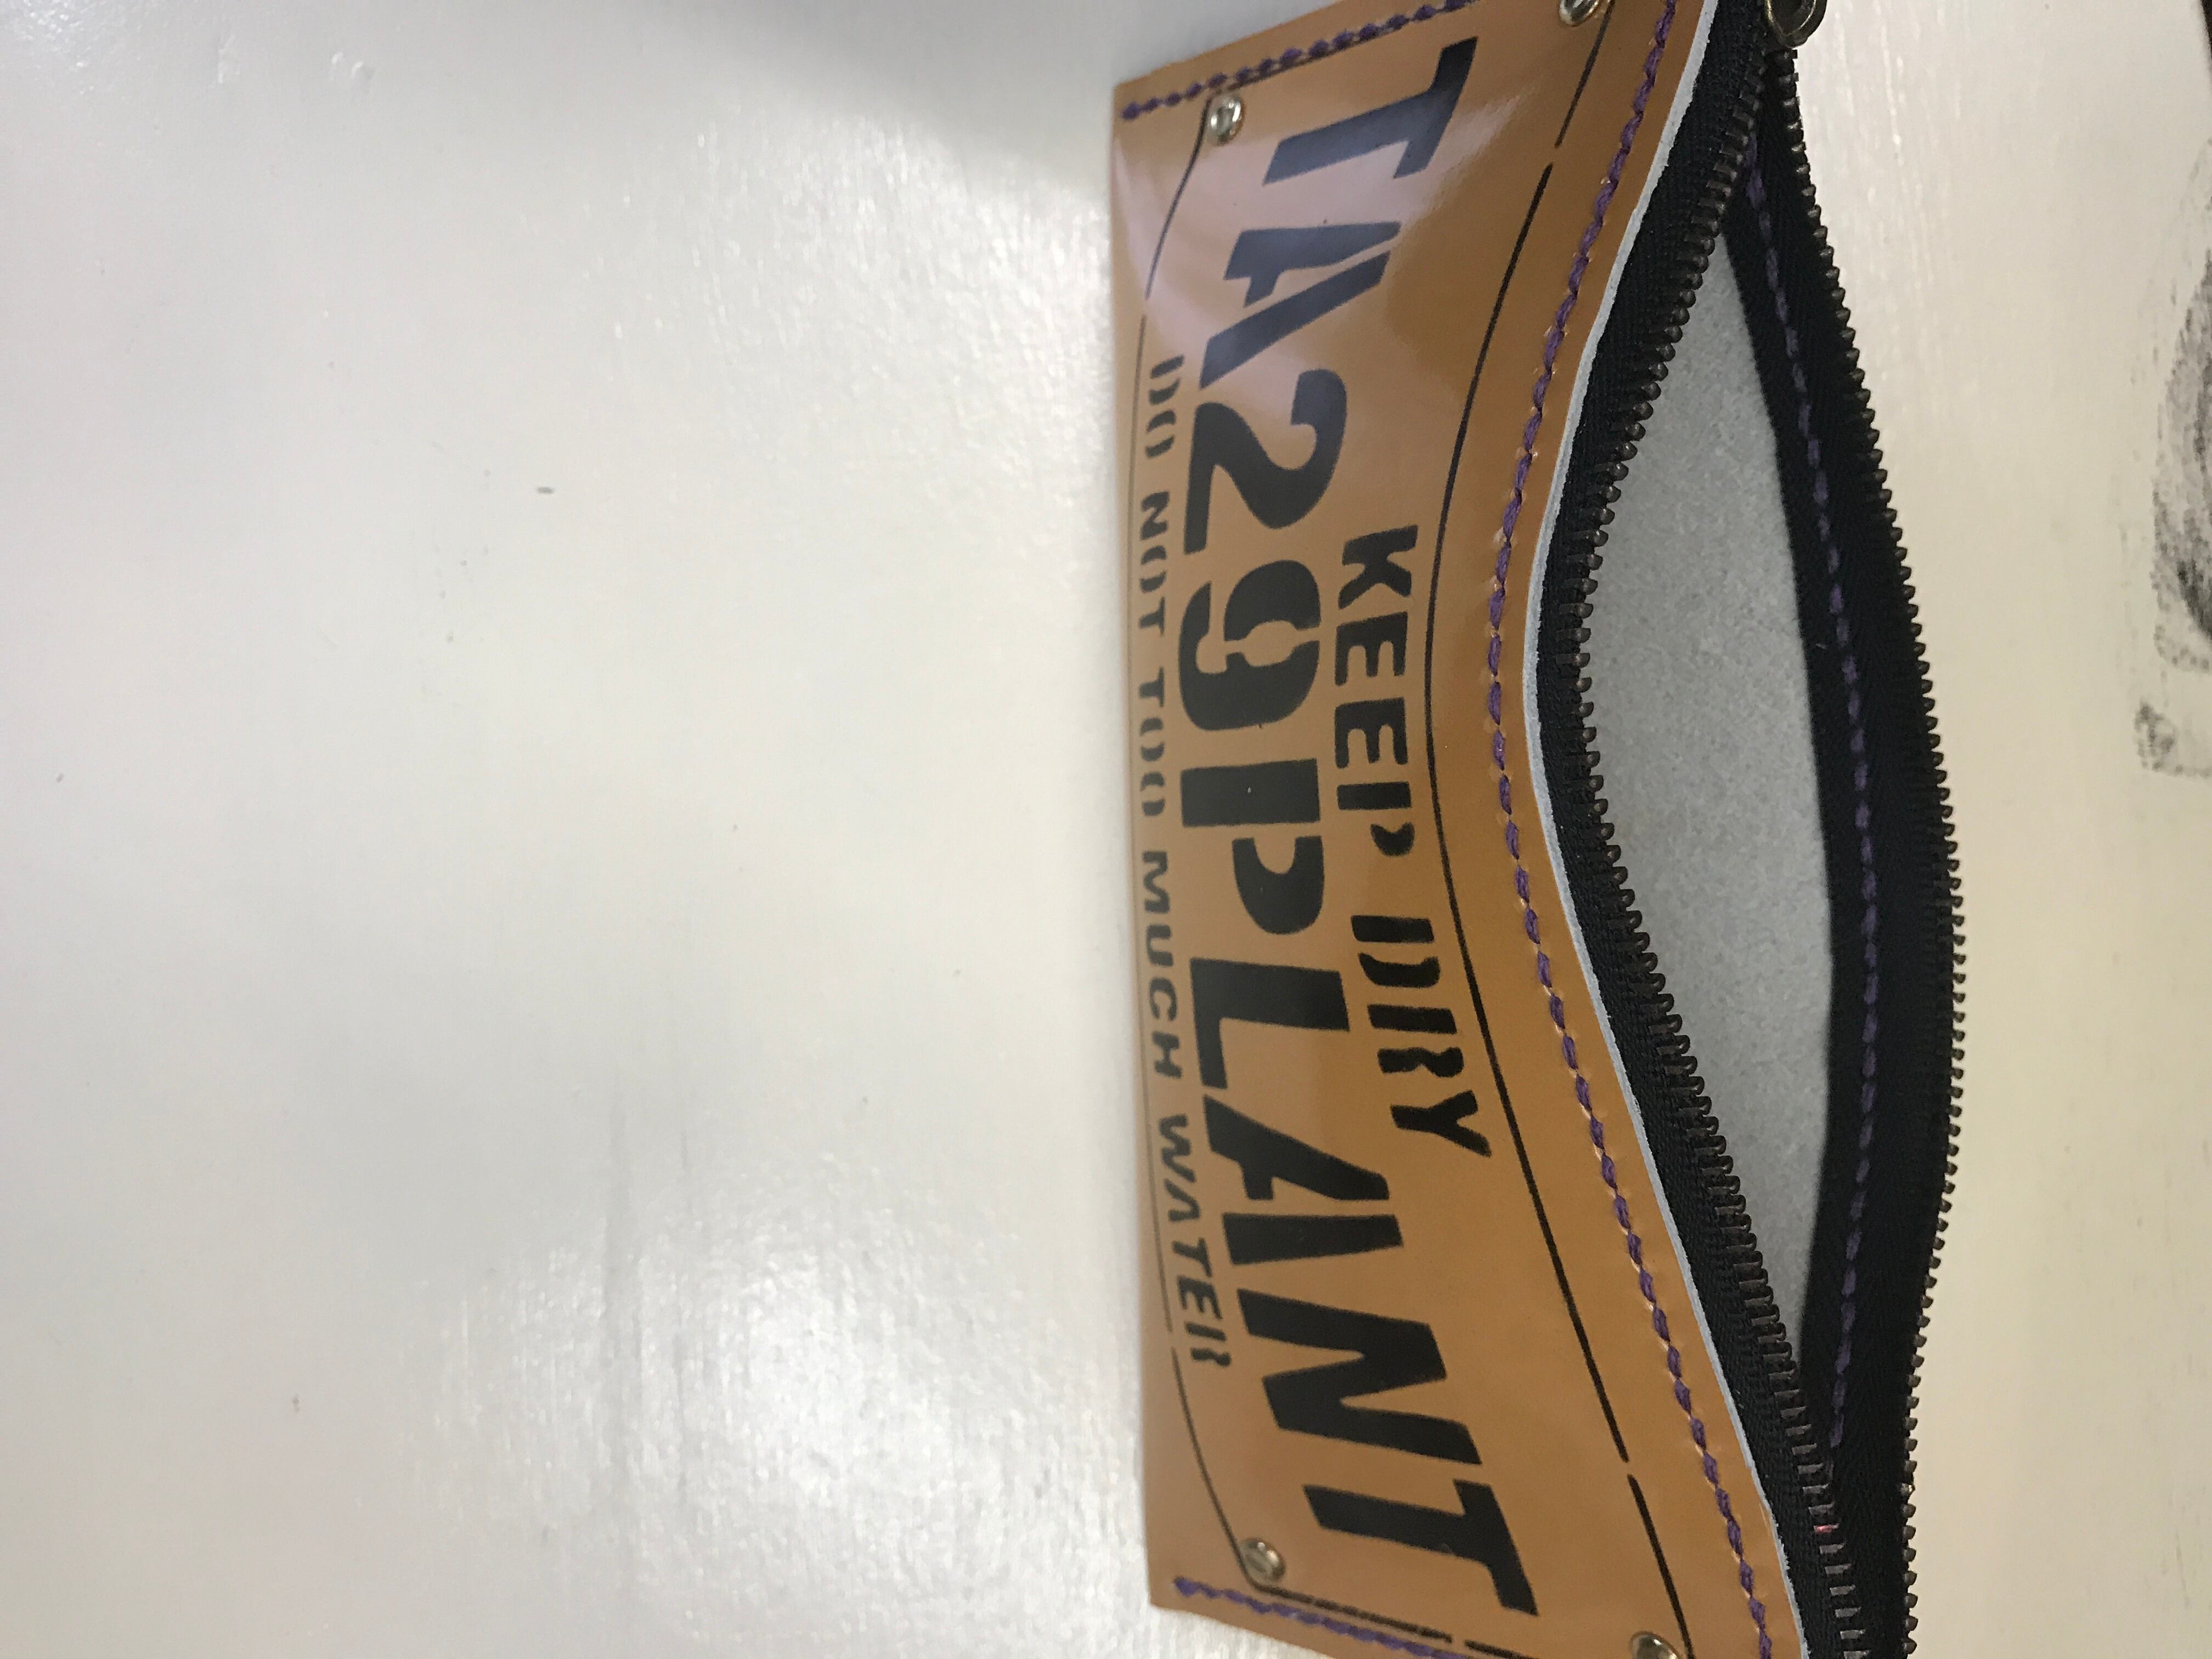 KEEP DRY
TA29PLANT
DO NOT TOO MUCH WATER